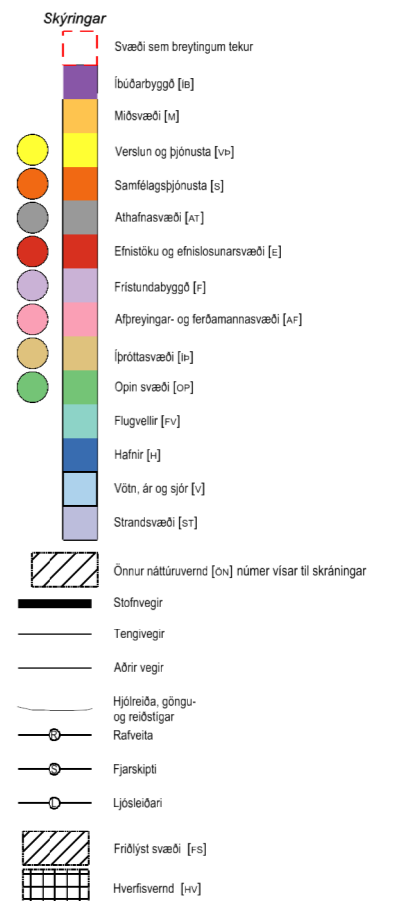 Skýringar
Svæði sem breytingum tekur
Íbúðarbyggð [ÍB]
Miðsvæði [M]
Verslun og þjónusta [VÞ]
Samfélagsþjónusta [S]
Athafnasvæði [AT]
Efnistöku og efnislosunarsvæði [E]
Frístundabyggð [F]
Afþreyingar- og ferðamannasvæði [AF]
Íþróttasvæði [ÍÞ]
Opin svæði [OP]
Flugvellir [FV]
Hafnir [H]
Vötn, ár og sjór [V]
Strandsvæði [ST]
Önnur náttúruvernd [ÖN] númer vísar til skráningar
Stofnvegir
Tengivegir
Aðrir vegir
Hjólreiða, göngu-
og reiðstígar
R Rafveita
S Fjarskipti
L Ljósleiðari
Friðlýst svæði [FS]
Hverfisvernd [HV]